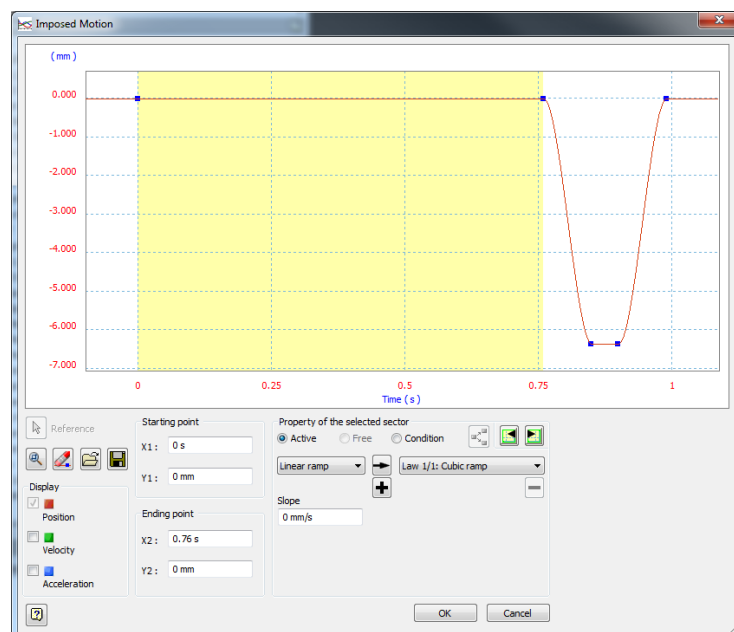 Imposed Motion
( mm )
0.000
-1.000
-2.000
-3.000
-4.000
-5.000
-6.000
-7.000
0 0.25 0.5 0.75 1
Time ( s )
Reference
Display
Position
Velocity
Acceleration
Starting point
X1 : 0 s
Y1 : 0 mm
Ending point
X2 : 0.76 s
Y2 : 0 mm
Property of the selected sector
Active Free Condition
Linear ramp Law 1/1: Cubic ramp
Slope
0 mm/s
OK Cancel